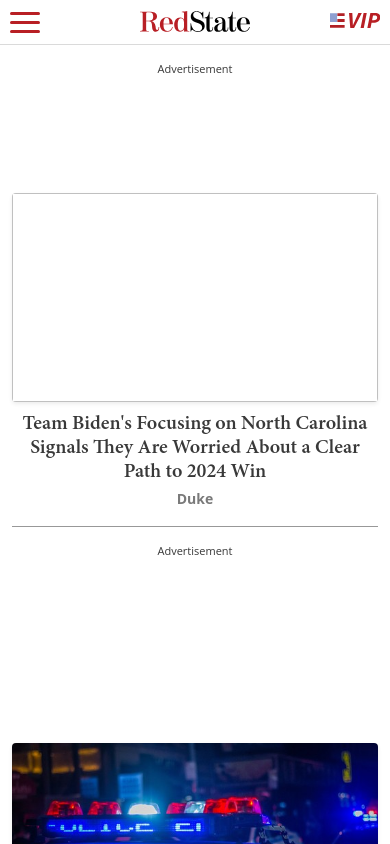 RedState
VIP
Advertisement
Team Biden's Focusing on North Carolina
Signals They Are Worried About a Clear
Path to 2024 Win
Duke
Advertisement